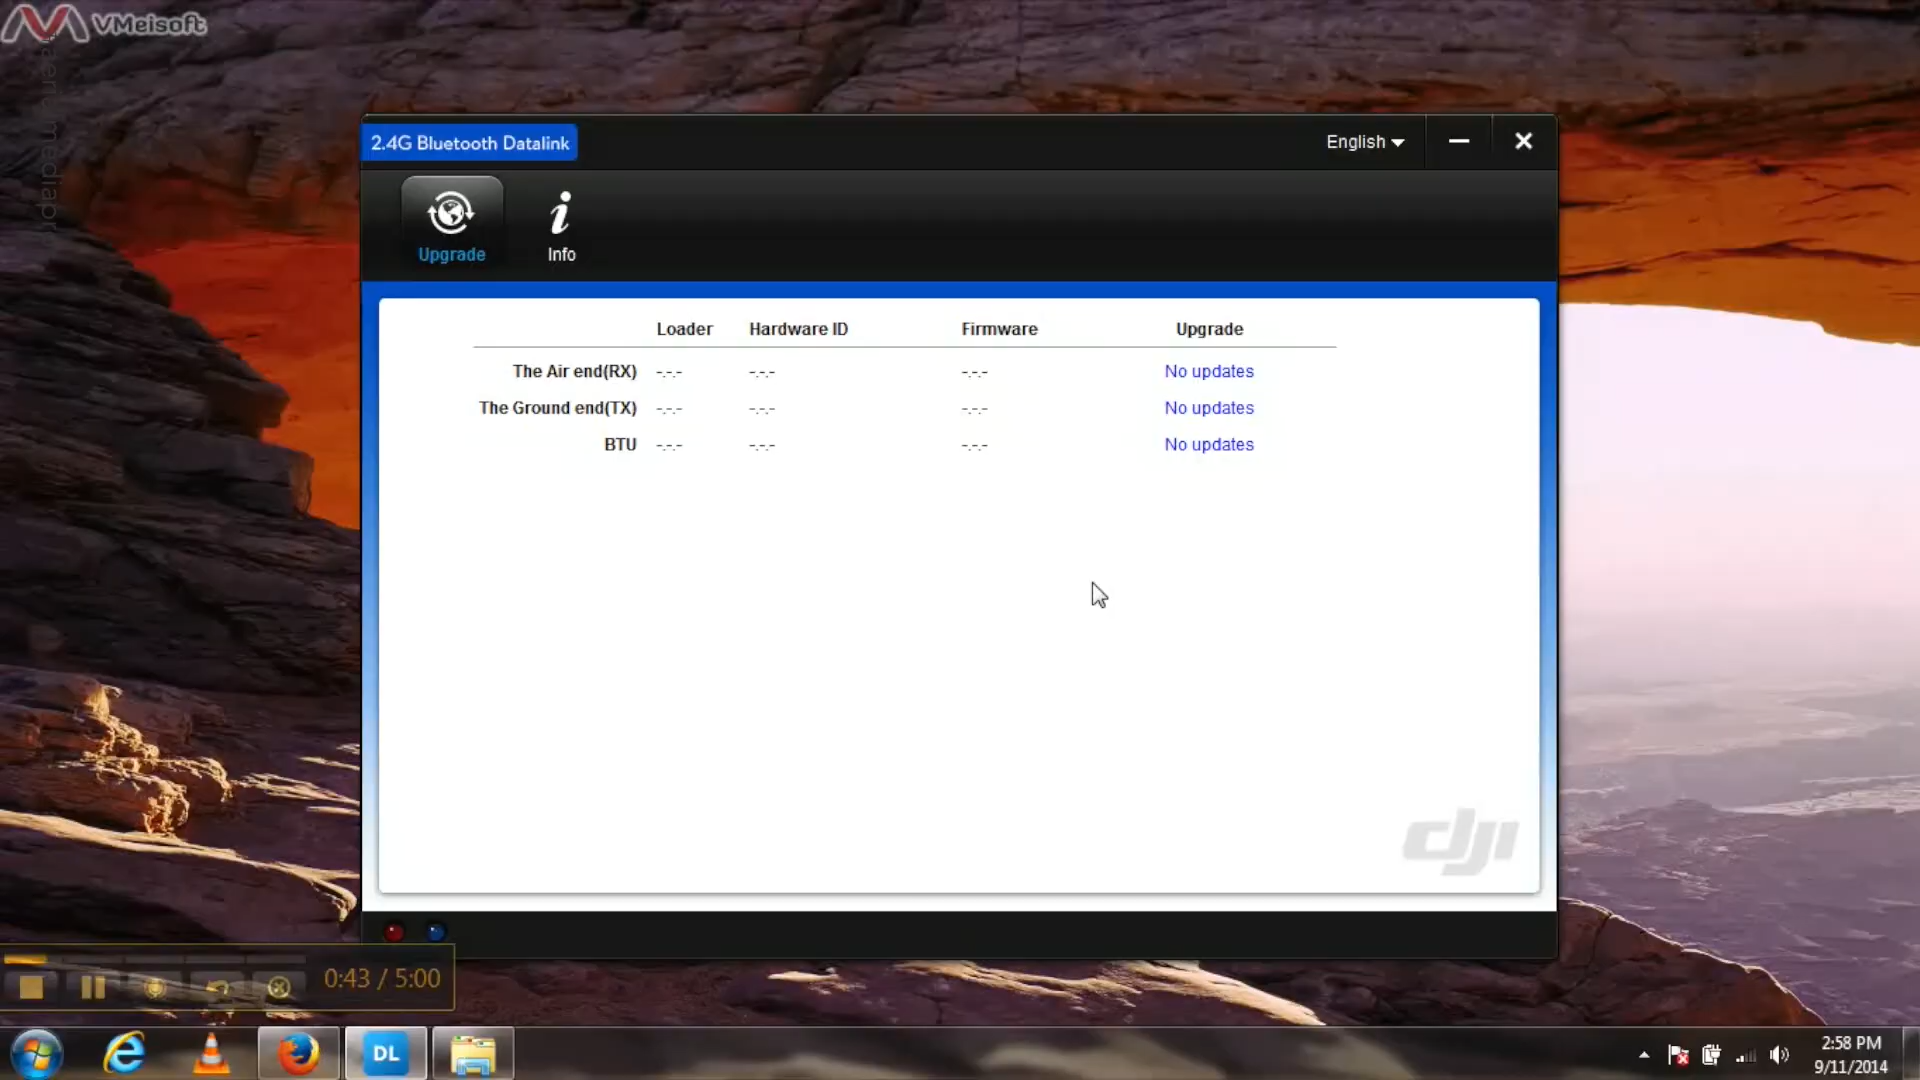 VMeisoft
2.4G Bluetooth Datalink
English
Upgrade
Info
Loader Hardware ID Firmware Upgrade
The Air end(RX) -.-.- -.-.- -.-.- No updates
The Ground end(TX) -.-.- -.-.- -.-.- No updates
BTU -.-.- -.-.- -.-.- No updates
dji
0:43 / 5:00
DL
2:58 PM
9/11/2014